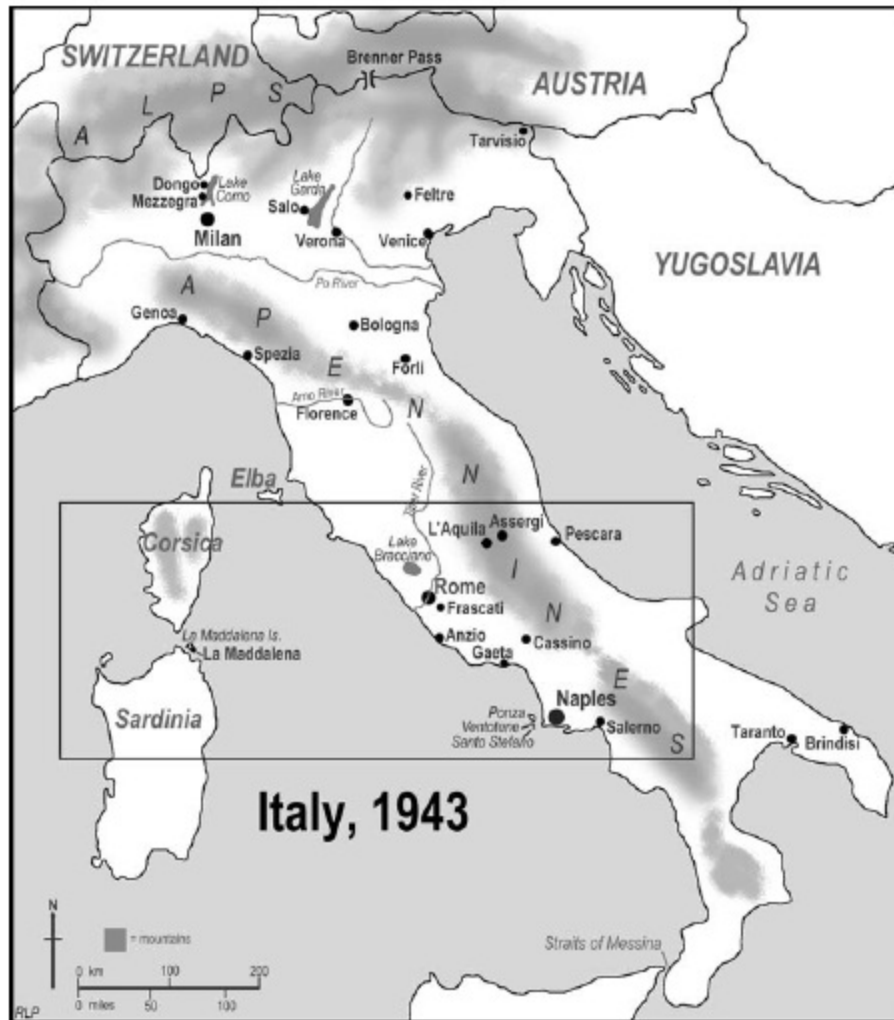 SWITZERLAND
Brenner Pass
AUSTRIA
A L P S
Tarvisio
Dongo
Lake
Como
Mezzegra
Lake
Garda
Salo
Feltre
Milan
Verona
Venice
YUGOSLAVIA
Po River
A P E N N I N E S
Genoa
Bologna
Spezia
Forli
Arno River
Florence
Elba
Tiber River
Corsica
L'Aquila
Assergi
Pescara
Lake
Bracciano
Rome
Frascati
Adriatic
Sea
Anzio
Cassino
Gaeta
La Maddalena Is.
La Maddalena
Sardinia
Naples
Ponza
Ventotene
Santo Stefano
Salerno
Taranto
Brindisi
Italy, 1943
N
= mountains
Straits of Messina
0 km 100 200
0 miles 50 100
RLP